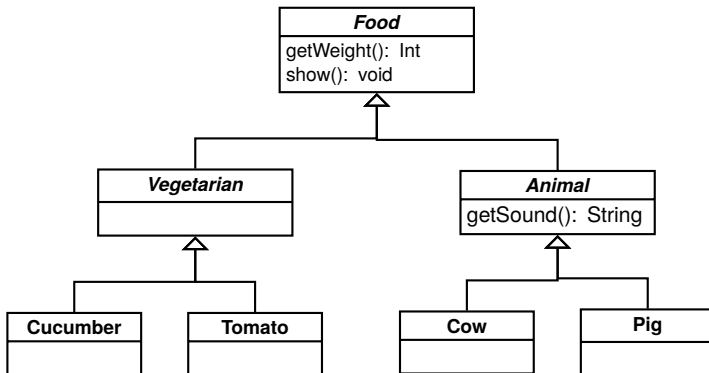 Food
getWeight(): Int
show(): void
Vegetarian
Animal
getSound(): String
Cucumber
Tomato
Cow
Pig